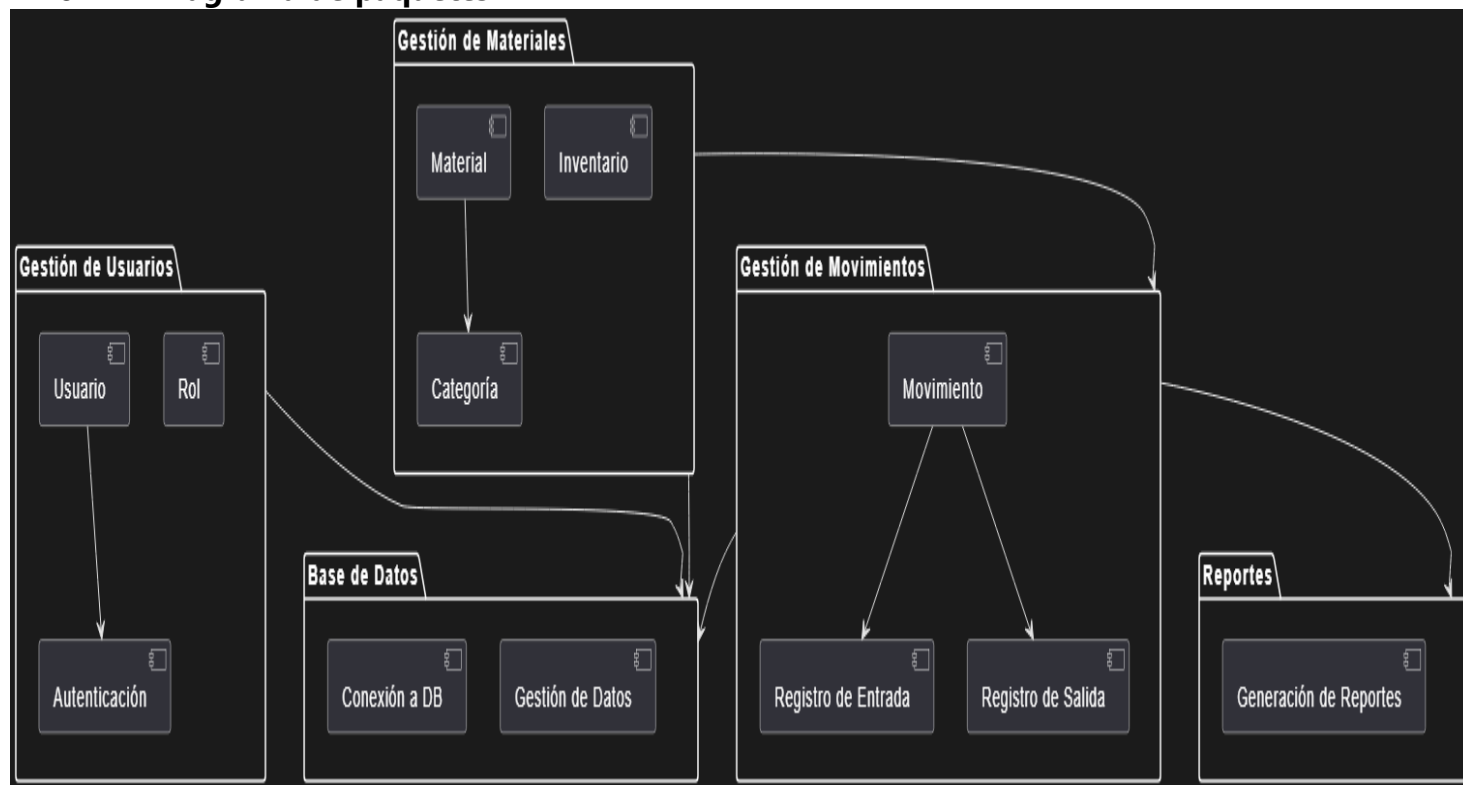 Gestión de Materiales
Material
Inventario
Categoría
Gestión de Usuarios
Usuario
Rol
Autenticación
Gestión de Movimientos
Movimiento
Registro de Entrada
Registro de Salida
Base de Datos
Conexión a DB
Gestión de Datos
Reportes
Generación de Reportes